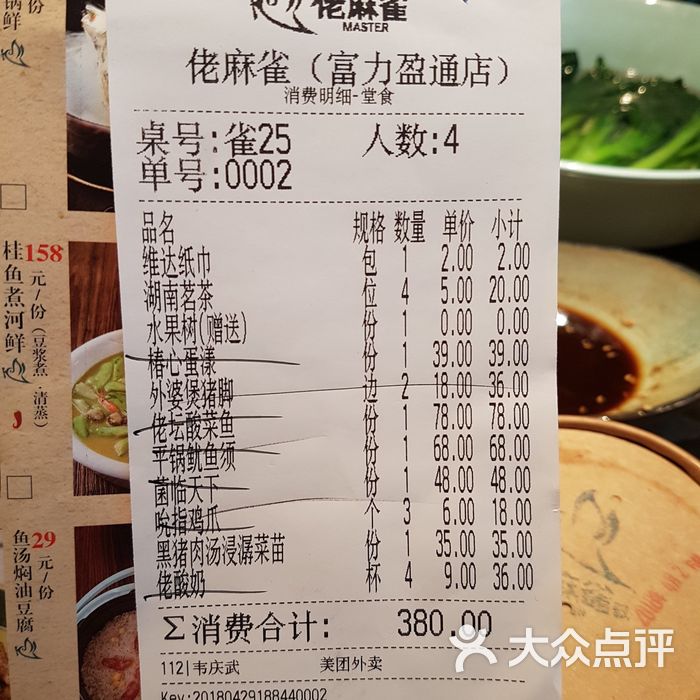 佬麻雀
MASTER
佬麻雀（富力盈通店）
消费明细-堂食
桌号:雀25 人数:4
单号:0002
品名 规格 数量 单价 小计
维达纸巾 包 1 2.00 2.00
湖南茗茶 位 4 5.00 20.00
水果树(赠送) 份 1 0.00 0.00
椿心蛋漾 份 1 39.00 39.00
外婆煲猪脚 边 2 18.00 36.00
佬坛酸菜鱼 份 1 78.00 78.00
平锅鱿鱼须 份 1 68.00 68.00
菌临天下 份 1 48.00 48.00
吮指鸡爪 个 3 6.00 18.00
黑猪肉汤浸潺菜苗 份 1 35.00 35.00
佬酸奶 杯 4 9.00 36.00
Σ消费合计: 380.00
112|韦庆武 美团外卖
Key:20180429188440002
锅鲜
元/份
桂鱼煮河鲜
158
元/份
(豆浆煮·清蒸)
鱼汤焖油豆腐
29
元/份
大众点评